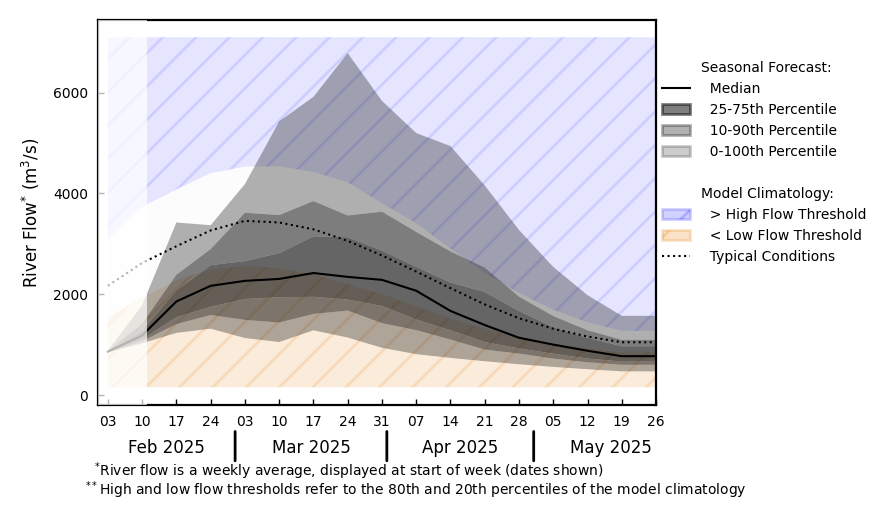 Seasonal Forecast:
Median
25-75th Percentile
10-90th Percentile
0-100th Percentile
Model Climatology:
> High Flow Threshold
< Low Flow Threshold
Typical Conditions
River Flow* (m³/s)
6000
4000
2000
0
03 10 17 24 03 10 17 24 31 07 14 21 28 05 12 19 26
Feb 2025 Mar 2025 Apr 2025 May 2025
*River flow is a weekly average, displayed at start of week (dates shown)
**High and low flow thresholds refer to the 80th and 20th percentiles of the model climatology